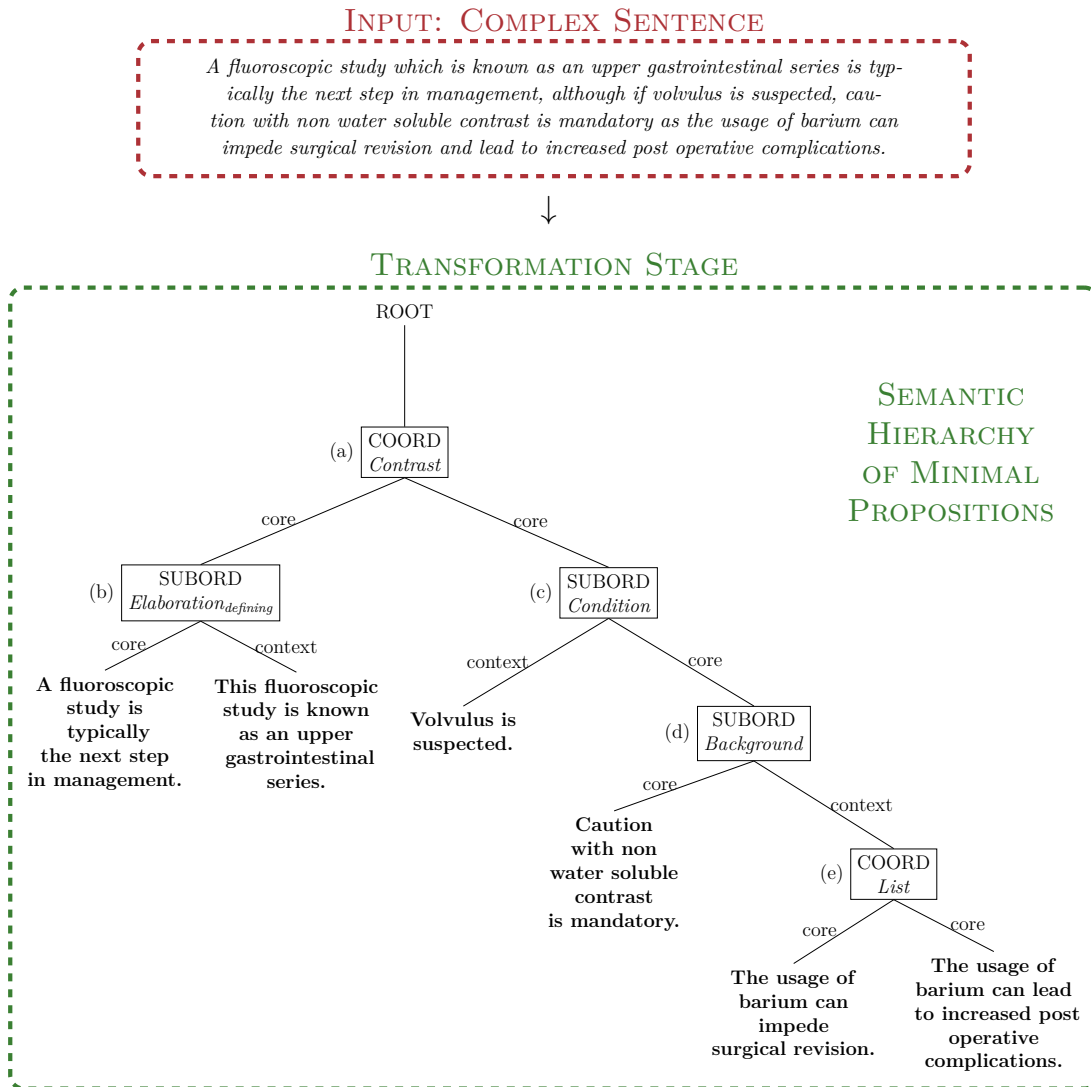 INPUT: COMPLEX SENTENCE
A fluoroscopic study which is known as an upper gastrointestinal series is typ-
ically the next step in management, although if volvulus is suspected, cau-
tion with non water soluble contrast is mandatory as the usage of barium can
impede surgical revision and lead to increased post operative complications.
↓
TRANSFORMATION STAGE
ROOT
SEMANTIC
HIERARCHY
OF MINIMAL
PROPOSITIONS
(a)
COORD
Contrast
core
core
(b)
SUBORD
Elaboration_defining
(c)
SUBORD
Condition
core
context
context
core
A fluoroscopic
study is
typically
the next step
in management.
This fluoroscopic
study is known
as an upper
gastrointestinal
series.
Volvulus is
suspected.
(d)
SUBORD
Background
core
context
Caution
with non
water soluble
contrast
is mandatory.
(e)
COORD
List
core
core
The usage of
barium can
impede
surgical revision.
The usage of
barium can lead
to increased post
operative
complications.